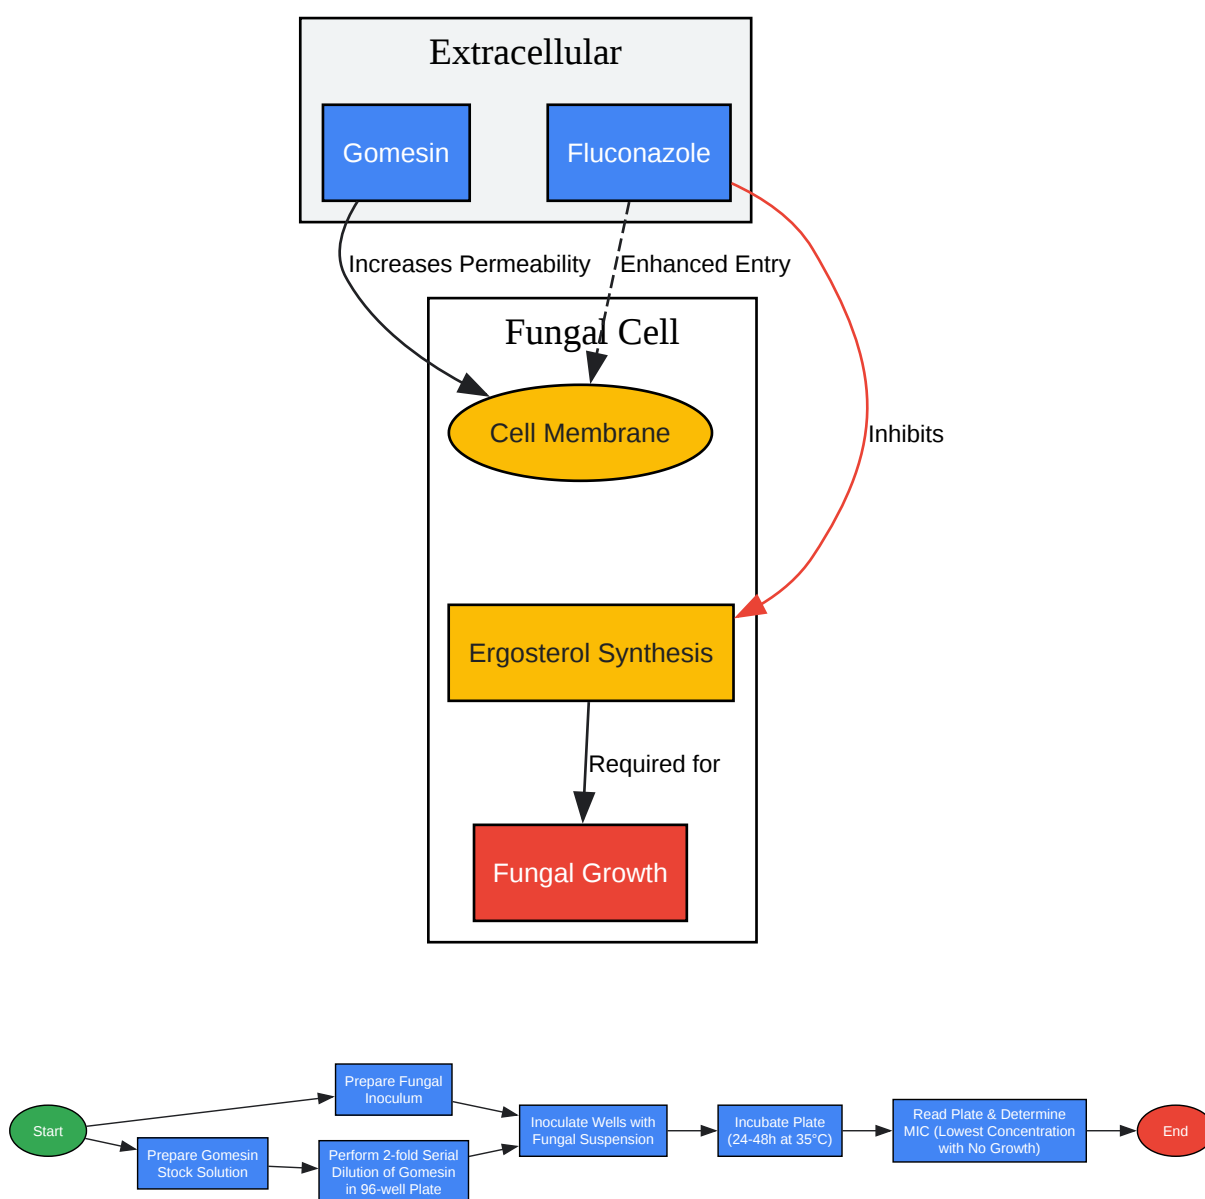 Extracellular
Gomesin
Fluconazole
Increases Permeability
Enhanced Entry
Fungal Cell
Cell Membrane
Inhibits
Ergosterol Synthesis
Required for
Fungal Growth
Start
Prepare Fungal
Inoculum
Prepare Gomesin
Stock Solution
Perform 2-fold Serial
Dilution of Gomesin
in 96-well Plate
Inoculate Wells with
Fungal Suspension
Incubate Plate
(24-48h at 35°C)
Read Plate & Determine
MIC (Lowest Concentration
with No Growth)
End